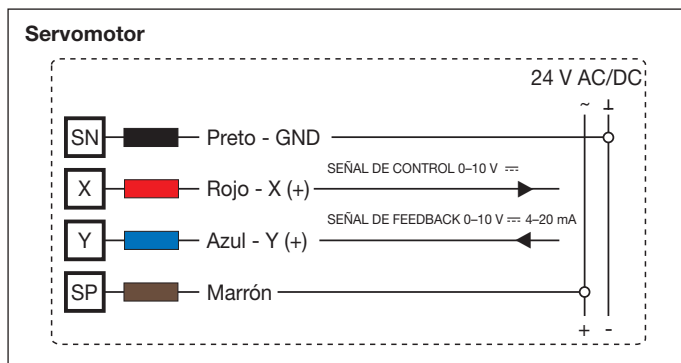 Servomotor
24 V AC/DC
~ ⊥
SN Preto - GND
X Rojo - X (+) SEÑAL DE CONTROL 0–10 V ⎓
Y Azul - Y (+) SEÑAL DE FEEDBACK 0–10 V ⎓ 4–20 mA
SP Marrón
+ -